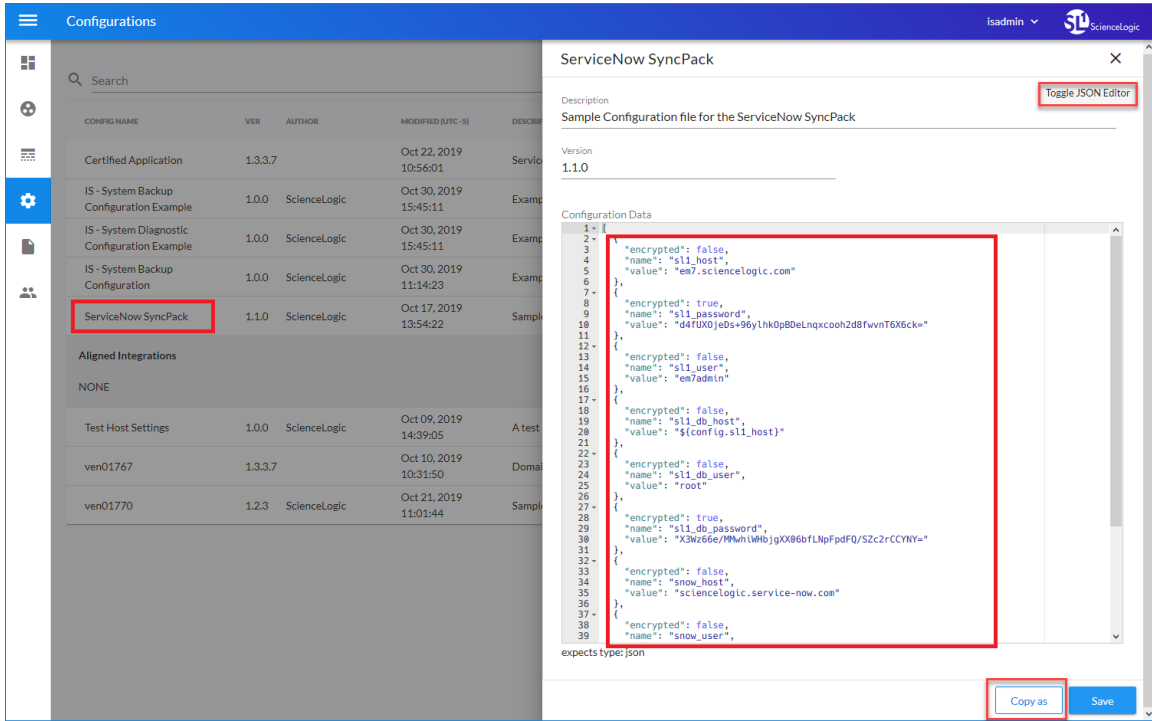 Configurations
isadmin
SL1 ScienceLogic
Search
CONFIG NAME VER AUTHOR MODIFIED (UTC -5) DESCRI
Certified Application 1.3.3.7 Oct 22, 2019 10:56:01 Servic
IS - System Backup Configuration Example 1.0.0 ScienceLogic Oct 30, 2019 15:45:11 Examp
IS - System Diagnostic Configuration Example 1.0.0 ScienceLogic Oct 30, 2019 15:45:11 Examp
IS - System Backup Configuration 1.0.0 ScienceLogic Oct 30, 2019 11:14:23 Examp
ServiceNow SyncPack 1.1.0 ScienceLogic Oct 17, 2019 13:54:22 Sampl
Aligned Integrations
NONE
Test Host Settings 1.0.0 ScienceLogic Oct 09, 2019 14:39:05 A test
ven01767 1.3.3.7 Oct 10, 2019 10:31:50 Domai
ven01770 1.2.3 ScienceLogic Oct 21, 2019 11:01:44 Sampl
ServiceNow SyncPack
Toggle JSON Editor
Description
Sample Configuration file for the ServiceNow SyncPack
Version
1.1.0
Configuration Data
1 [
2 {
3 "encrypted": false,
4 "name": "sl1_host",
5 "value": "em7.sciencelogic.com"
6 },
7 {
8 "encrypted": true,
9 "name": "sl1_password",
10 "value": "d4fUXOjeDs+96ylhkOpBDeLnqxcooh2d8fwvnT6X6ck="
11 },
12 {
13 "encrypted": false,
14 "name": "sl1_user",
15 "value": "em7admin"
16 },
17 {
18 "encrypted": false,
19 "name": "sl1_db_host",
20 "value": "${config.sl1_host}"
21 },
22 {
23 "encrypted": false,
24 "name": "sl1_db_user",
25 "value": "root"
26 },
27 {
28 "encrypted": true,
29 "name": "sl1_db_password",
30 "value": "X3Wz66e/MMwhiWHbjgXX06bfLNpFpdFQ/SZc2rCCYNY="
31 },
32 {
33 "encrypted": false,
34 "name": "snow_host",
35 "value": "sciencelogic.service-now.com"
36 },
37 {
38 "encrypted": false,
39 "name": "snow_user",
expects type: json
Copy as
Save